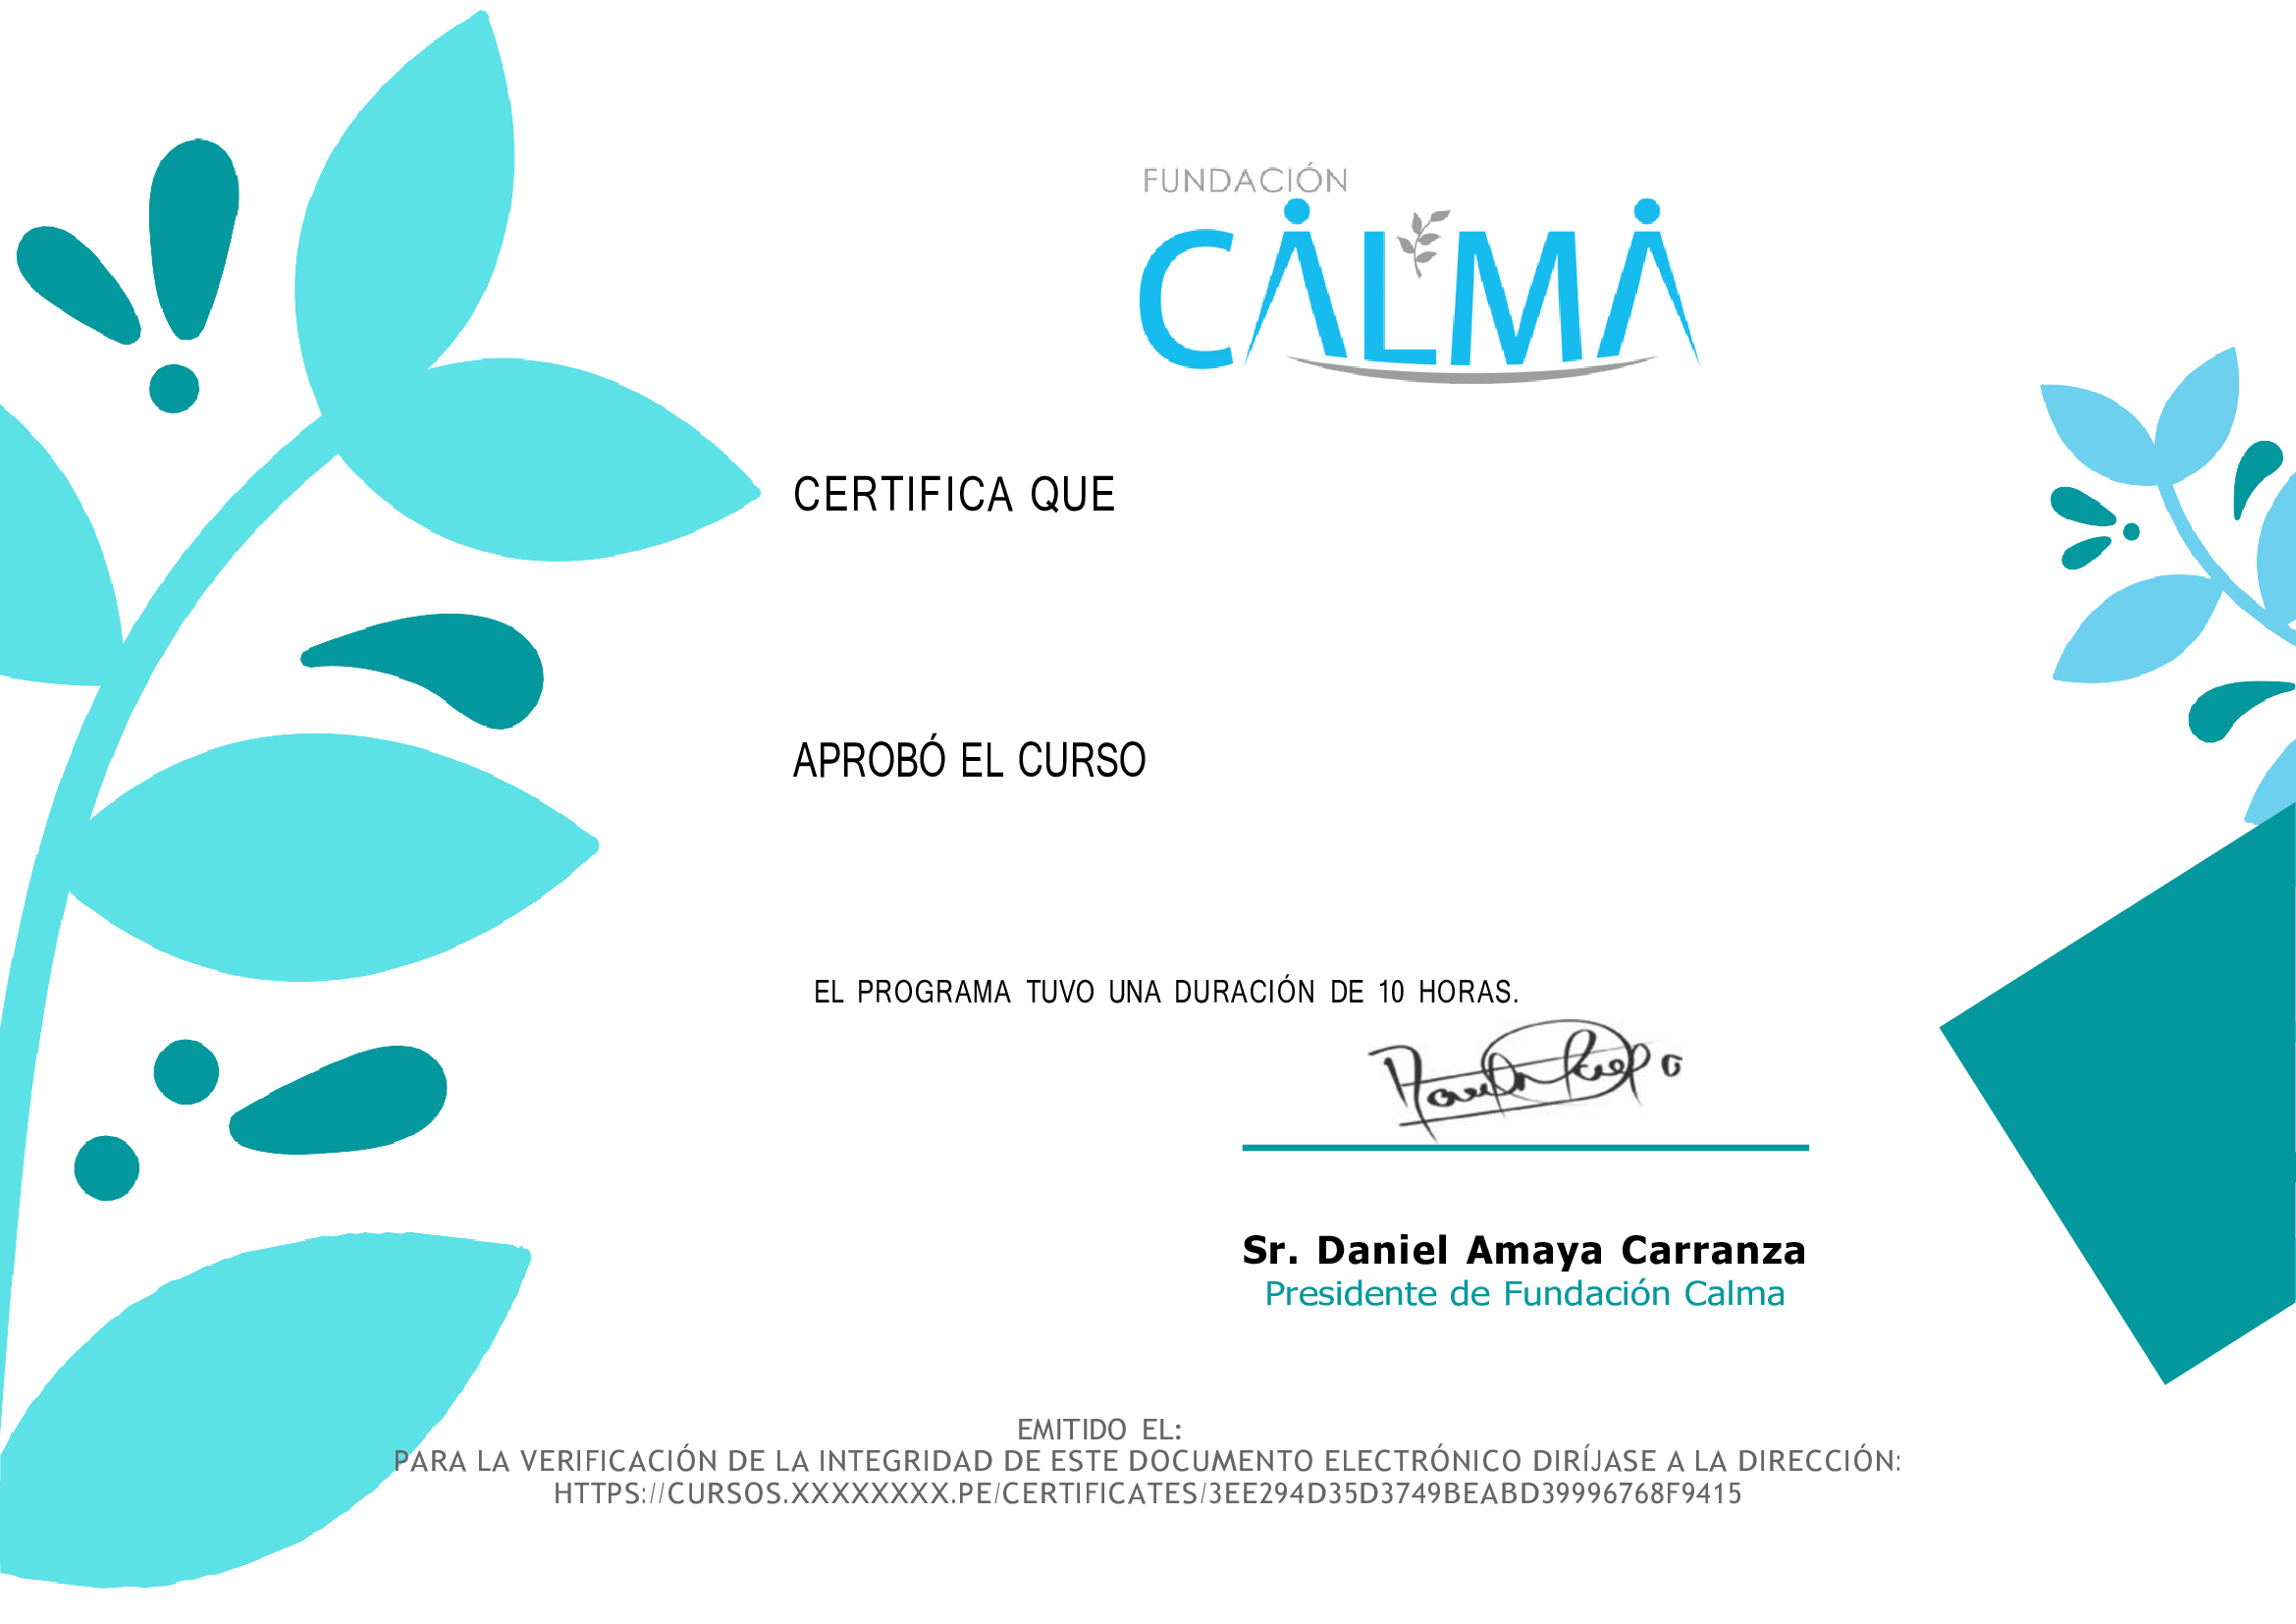 FUNDACIÓN
CALMA
CERTIFICA QUE
APROBÓ EL CURSO
EL PROGRAMA TUVO UNA DURACIÓN DE 10 HORAS.
Sr. Daniel Amaya Carranza
Presidente de Fundación Calma
EMITIDO EL:
PARA LA VERIFICACIÓN DE LA INTEGRIDAD DE ESTE DOCUMENTO ELECTRÓNICO DIRÍJASE A LA DIRECCIÓN:
HTTPS://CURSOS.XXXXXXXX.PE/CERTIFICATES/3EE294D35D3749BEABD39996768F9415